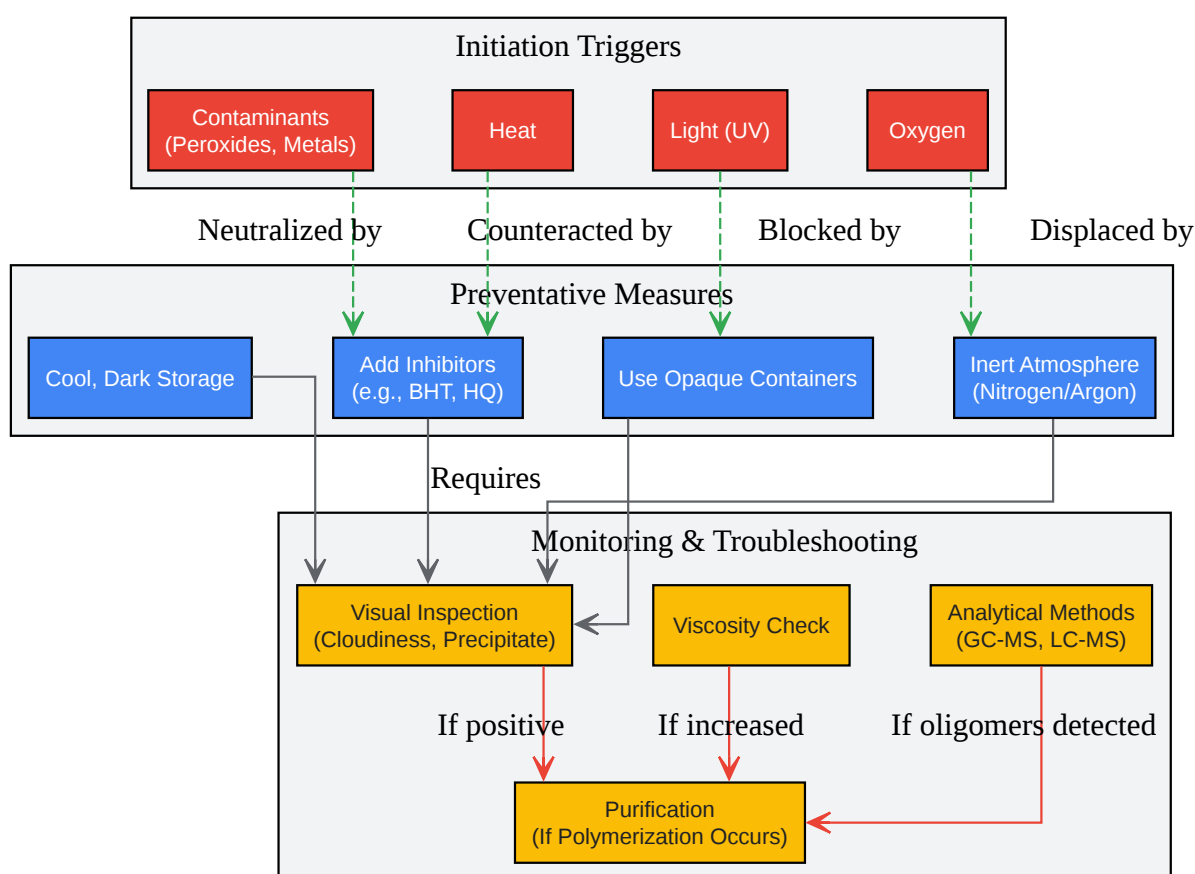 Initiation Triggers
Contaminants
(Peroxides, Metals)
Heat
Light (UV)
Oxygen
Neutralized by
Counteracted by
Blocked by
Displaced by
Preventative Measures
Cool, Dark Storage
Add Inhibitors
(e.g., BHT, HQ)
Use Opaque Containers
Inert Atmosphere
(Nitrogen/Argon)
Requires
Monitoring & Troubleshooting
Visual Inspection
(Cloudiness, Precipitate)
Viscosity Check
Analytical Methods
(GC-MS, LC-MS)
If positive
If increased
If oligomers detected
Purification
(If Polymerization Occurs)